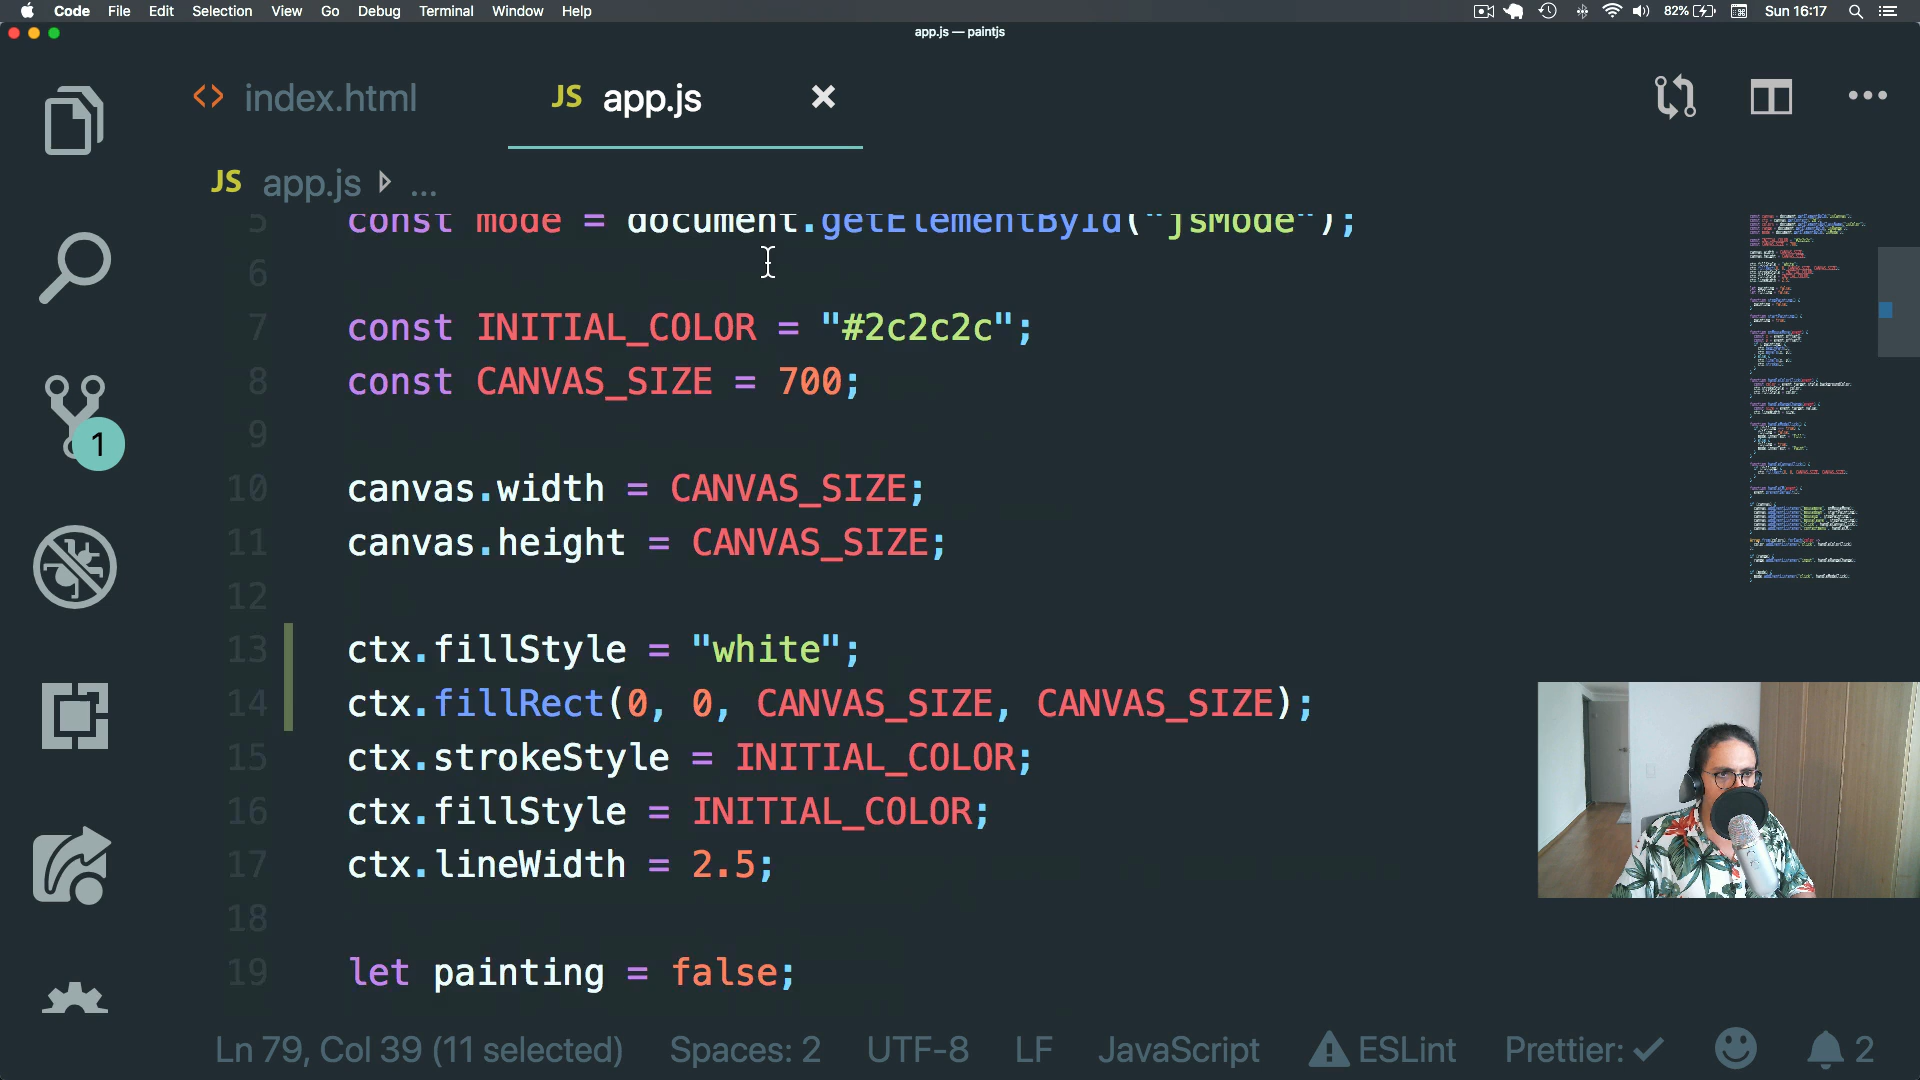 Code File Edit Selection View Go Debug Terminal Window Help 82% Sun 16:17
app.js — paintjs
index.html JS app.js
JS app.js ...
5 const mode = document.getElementById("jsMode");
6
7 const INITIAL_COLOR = "#2c2c2c";
8 const CANVAS_SIZE = 700;
9
10 canvas.width = CANVAS_SIZE;
11 canvas.height = CANVAS_SIZE;
12
13 ctx.fillStyle = "white";
14 ctx.fillRect(0, 0, CANVAS_SIZE, CANVAS_SIZE);
15 ctx.strokeStyle = INITIAL_COLOR;
16 ctx.fillStyle = INITIAL_COLOR;
17 ctx.lineWidth = 2.5;
18
19 let painting = false;
1
Ln 79, Col 39 (11 selected) Spaces: 2 UTF-8 LF JavaScript ESLint Prettier: 2